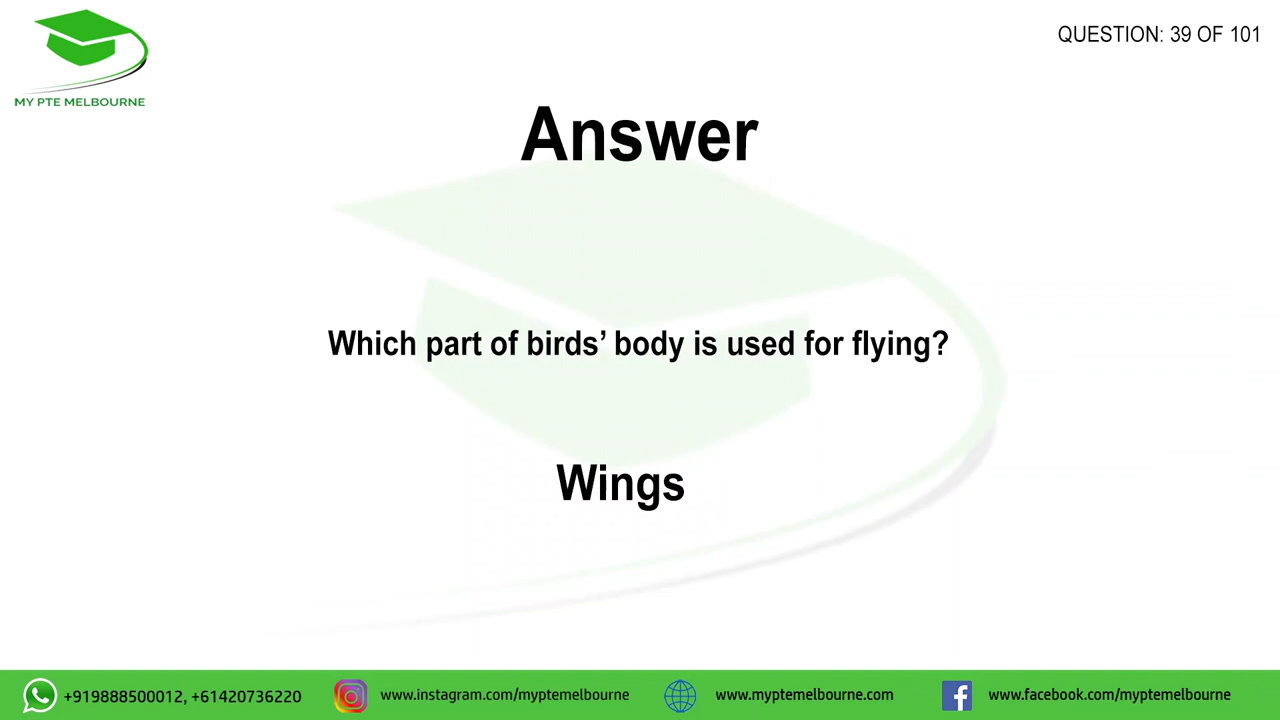 QUESTION: 39 OF 101
MY PTE MELBOURNE
Answer
Which part of birds’ body is used for flying?
Wings
+919888500012, +61420736220
www.instagram.com/myptemelbourne
www.myptemelbourne.com
www.facebook.com/myptemelbourne